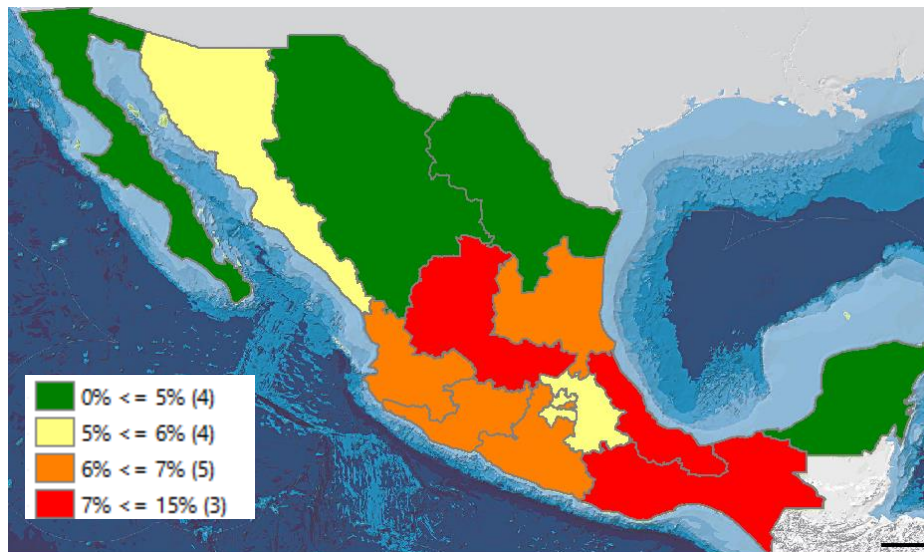 0% <= 5% (4)
5% <= 6% (4)
6% <= 7% (5)
7% <= 15% (3)